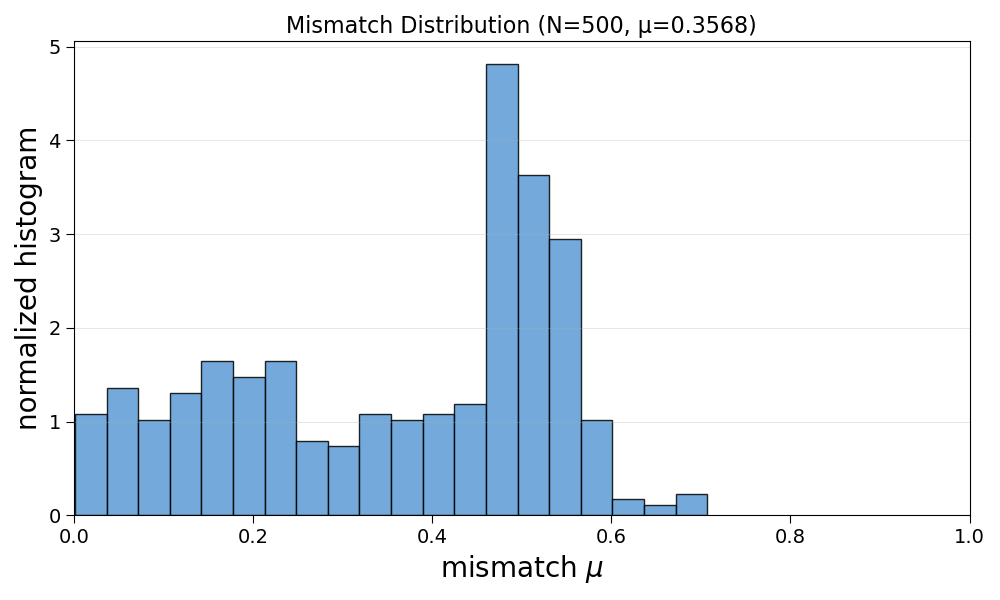 Mismatch Distribution (N=500, μ=0.3568)
normalized histogram
5
4
3
2
1
0
0.0 0.2 0.4 0.6 0.8 1.0
mismatch μ